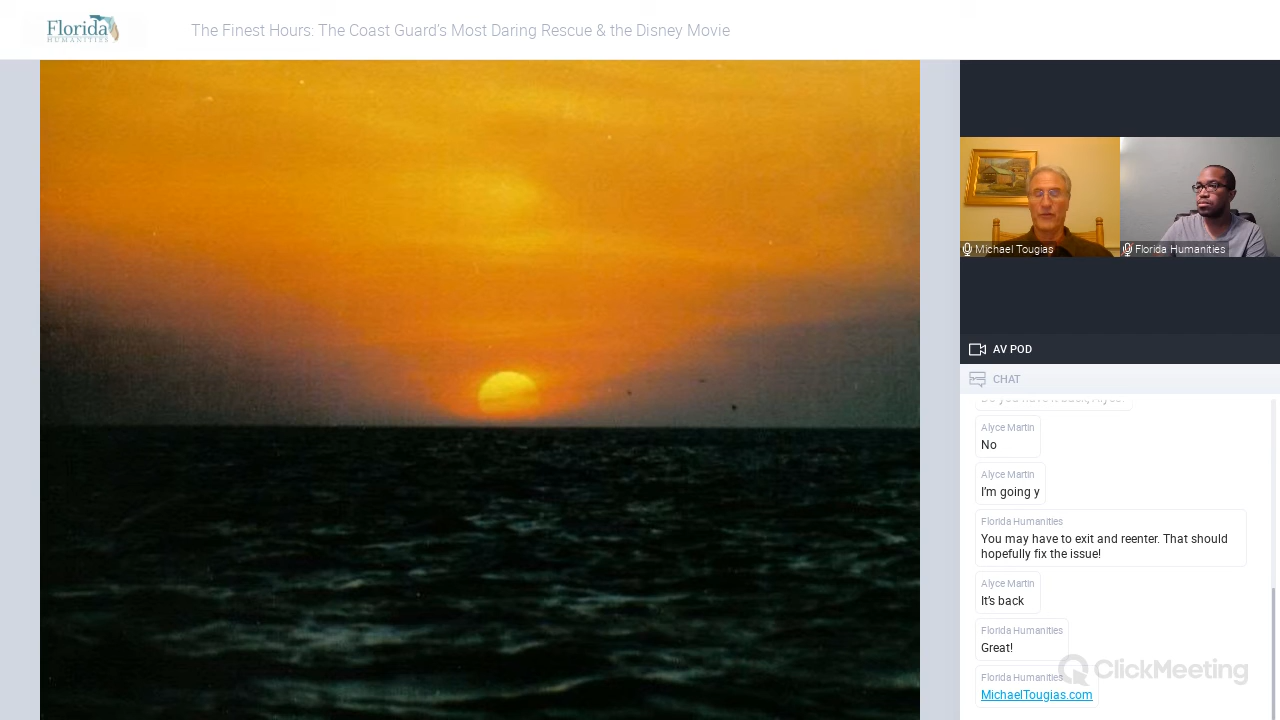 Florida
HUMANITIES
The Finest Hours: The Coast Guard's Most Daring Rescue & the Disney Movie
Michael Tougias
Florida Humanities
AV POD
CHAT
Alyce Martin
No
Alyce Martin
I'm going y
Florida Humanities
You may have to exit and reenter. That should
hopefully fix the issue!
Alyce Martin
It's back
Florida Humanities
Great!
Florida Humanities
MichaelTougias.com
ClickMeeting